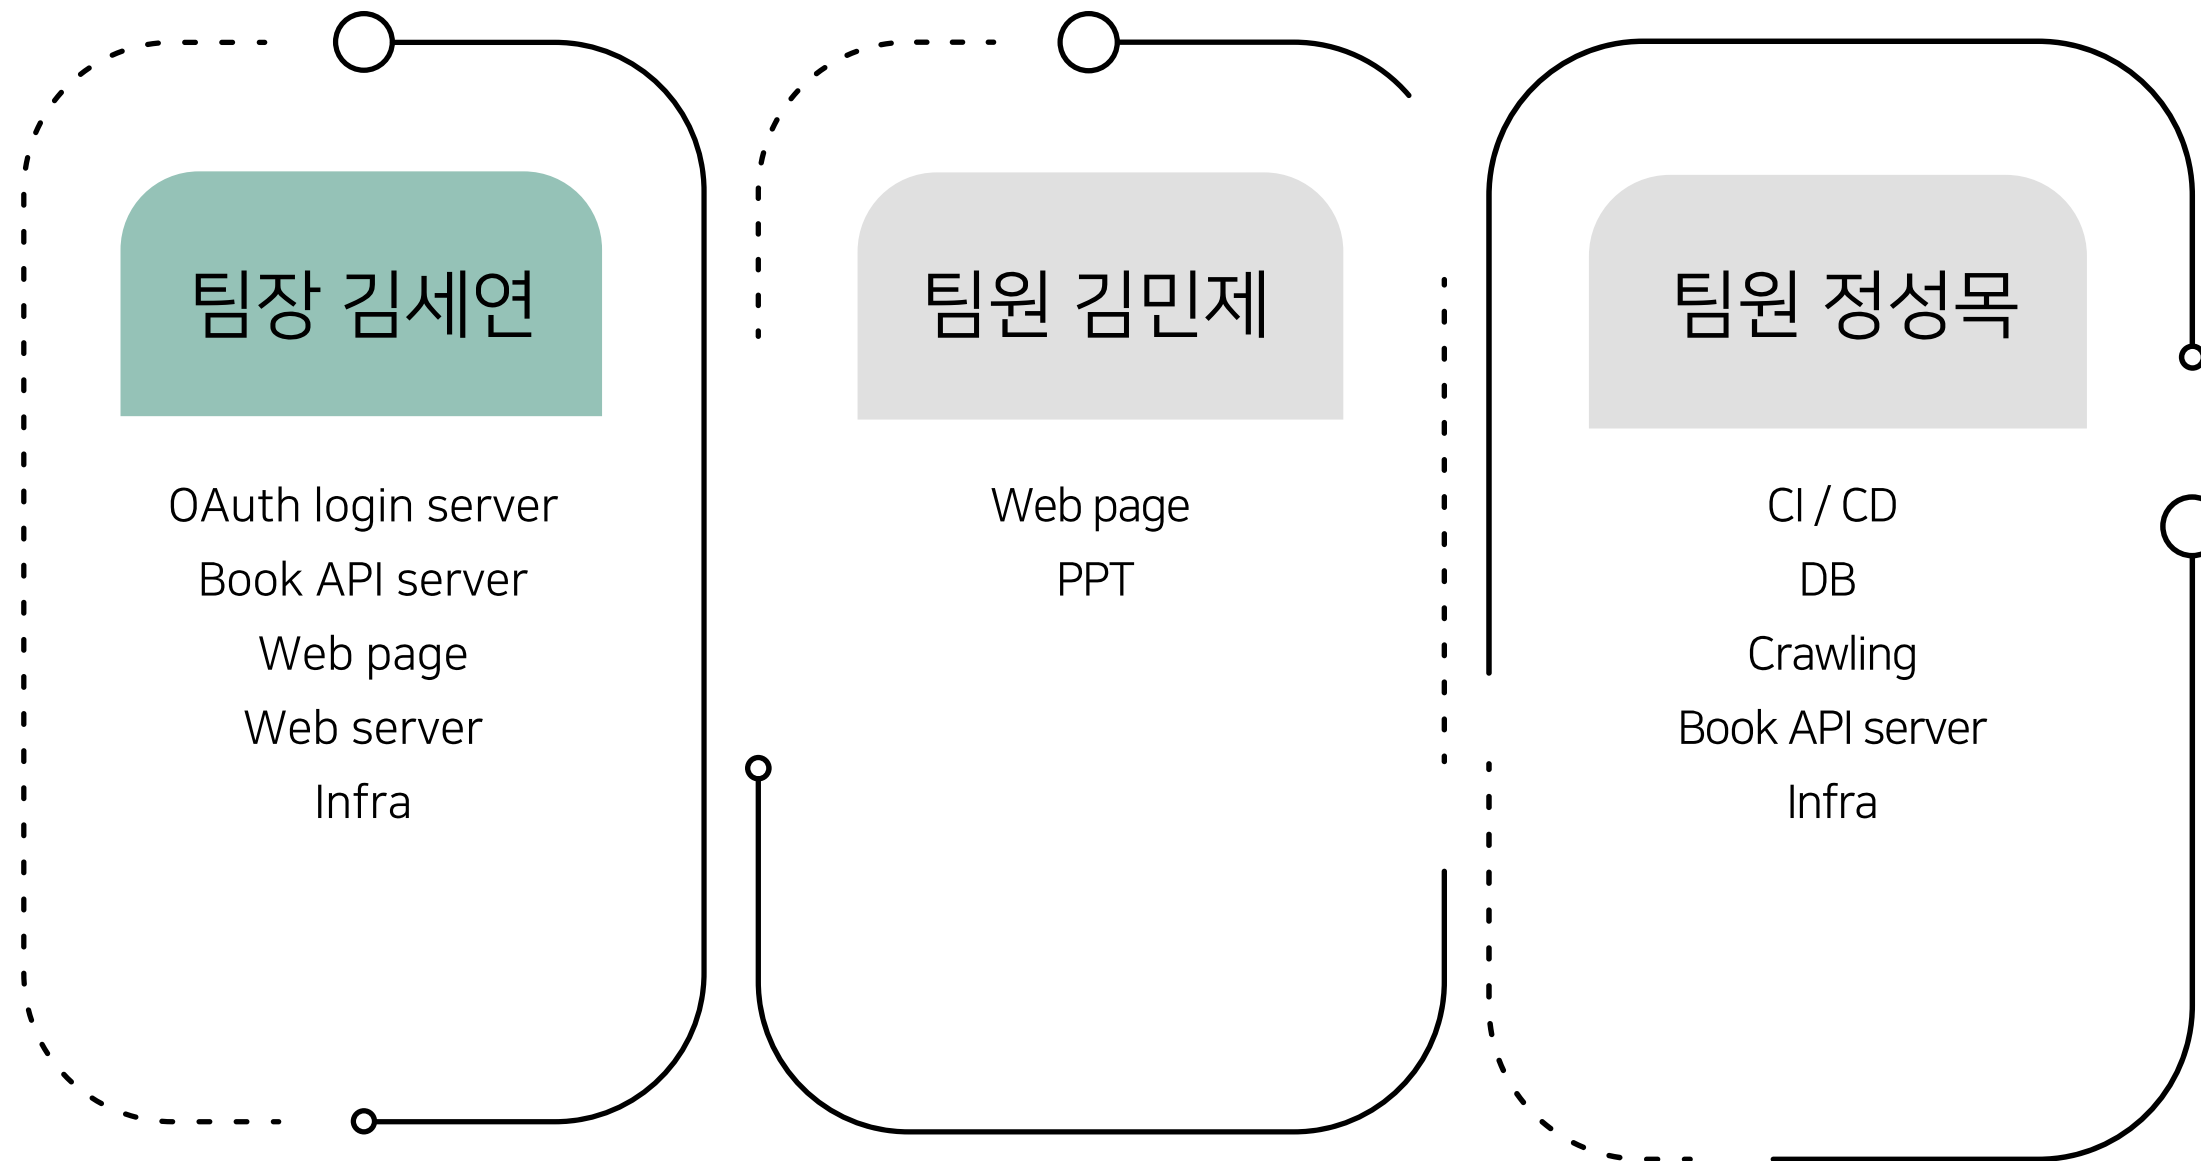 팀장 김세연
OAuth login server
Book API server
Web page
Web server
Infra
팀원 김민제
Web page
PPT
팀원 정성목
CI / CD
DB
Crawling
Book API server
Infra